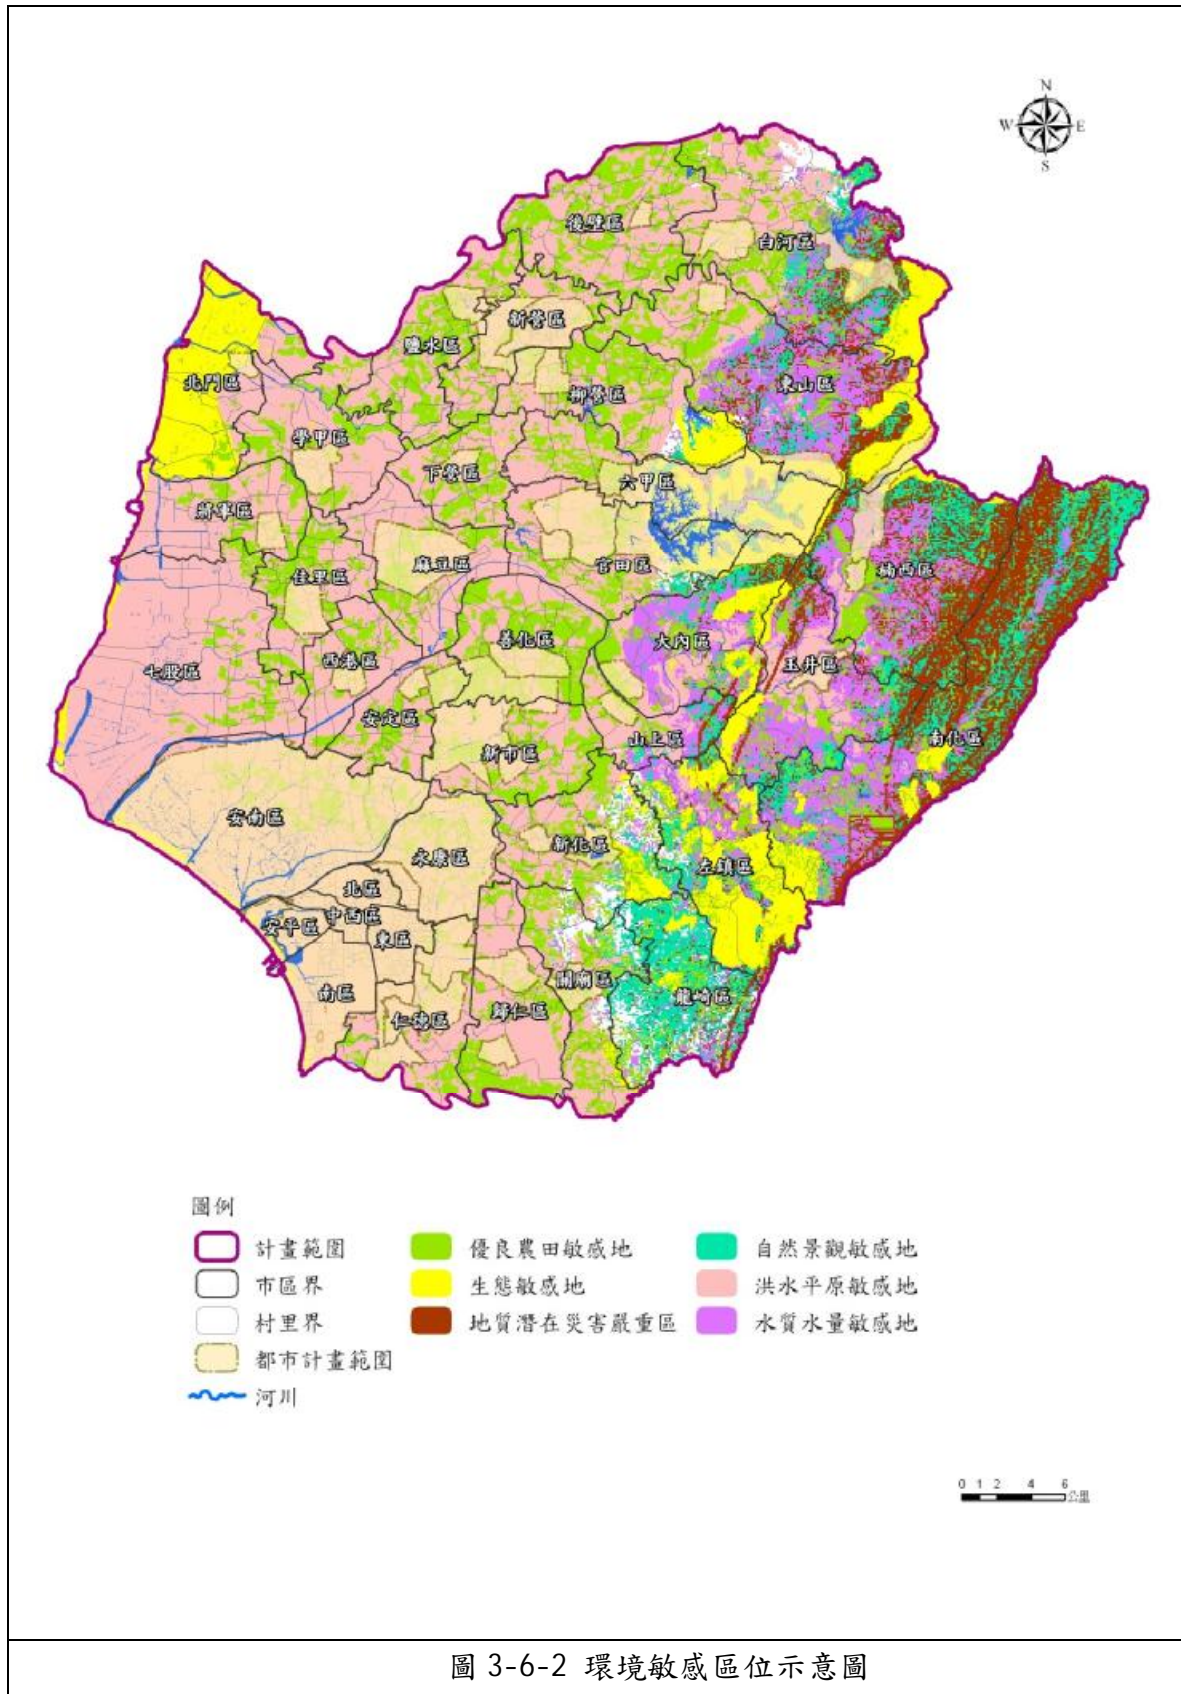 N
W E
S
後壁區
白河區
新營區
鹽水區
東山區
北門區
柳營區
學甲區
下營區
六甲區
將軍區
麻豆區
官田區
楠西區
佳里區
善化區
大內區
玉井區
西港區
七股區
安定區
山上區
南化區
新市區
安南區
新化區
永康區
左鎮區
北區
中西區
安平區
東區
關廟區
南區
龍崎區
歸仁區
仁德區
圖例
計畫範圍 優良農田敏感地 自然景觀敏感地
市區界 生態敏感地 洪水平原敏感地
村里界 地質潛在災害嚴重區 水質水量敏感地
都市計畫範圍
河川
0 1 2 4 6
公里
圖 3-6-2 環境敏感區位示意圖